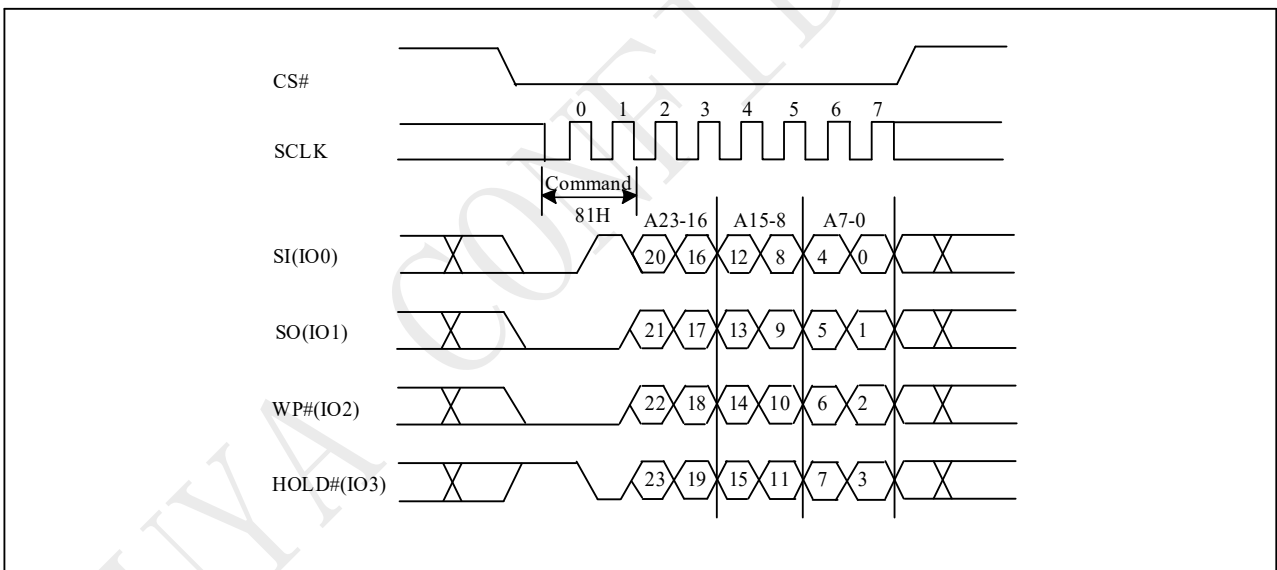 CS#
0 1 2 3 4 5 6 7
SCLK
Command
81H
A23-16 A15-8 A7-0
SI(IO0)
20 16 12 8 4 0
SO(IO1)
21 17 13 9 5 1
WP#(IO2)
22 18 14 10 6 2
HOLD#(IO3)
23 19 15 11 7 3